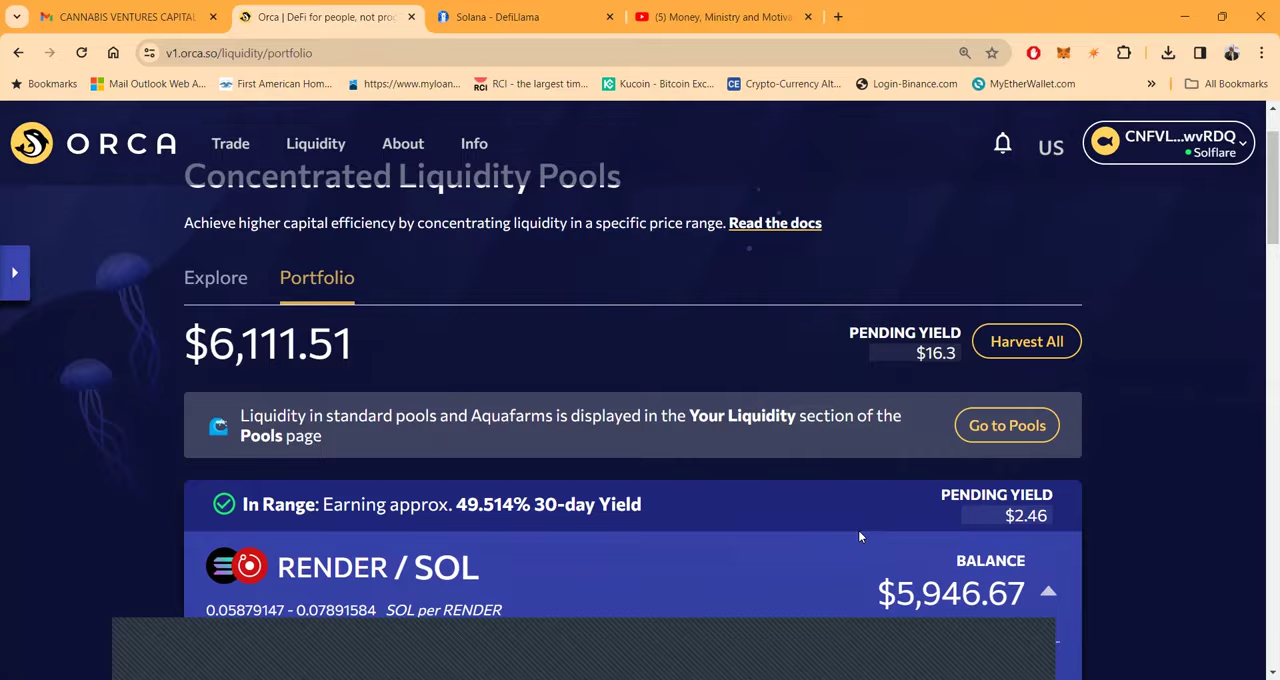 CANNABIS VENTURES CAPITAL
Orca | DeFi for people, not pro
Solana - DefiLlama
(5) Money, Ministry and Motiva
v1.orca.so/liquidity/portfolio
Bookmarks
Mail Outlook Web A...
First American Hom...
https://www.myloan...
RCI - the largest tim...
Kucoin - Bitcoin Exc...
Crypto-Currency Alt...
Login-Binance.com
MyEtherWallet.com
All Bookmarks
ORCA
Trade
Liquidity
About
Info
US
CNFVL...wvRDQ
Solflare
Concentrated Liquidity Pools
Achieve higher capital efficiency by concentrating liquidity in a specific price range. Read the docs
Explore
Portfolio
$6,111.51
PENDING YIELD
$16.3
Harvest All
Liquidity in standard pools and Aquafarms is displayed in the Your Liquidity section of the
Pools page
Go to Pools
In Range: Earning approx. 49.514% 30-day Yield
PENDING YIELD
$2.46
RENDER / SOL
BALANCE
$5,946.67
0.05879147 - 0.07891584 SOL per RENDER